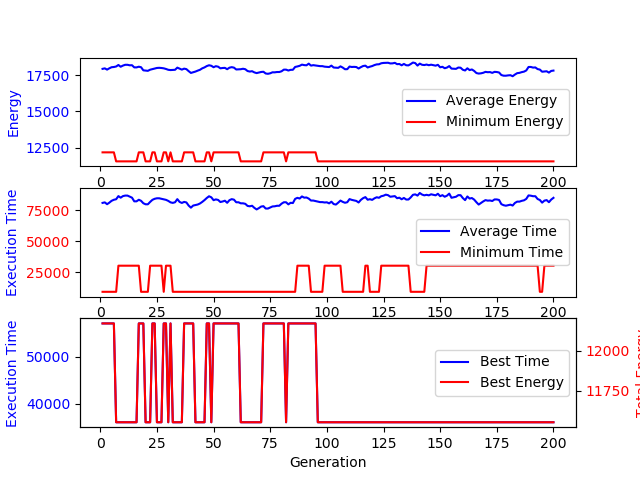 17500
15000
12500
Energy
Average Energy
Minimum Energy
0 25 50 75 100 125 150 175 200
75000
50000
25000
Execution Time
Average Time
Minimum Time
0 25 50 75 100 125 150 175 200
50000
40000
Execution Time
Best Time
Best Energy
12000
11750
Total Energy
0 25 50 75 100 125 150 175 200
Generation